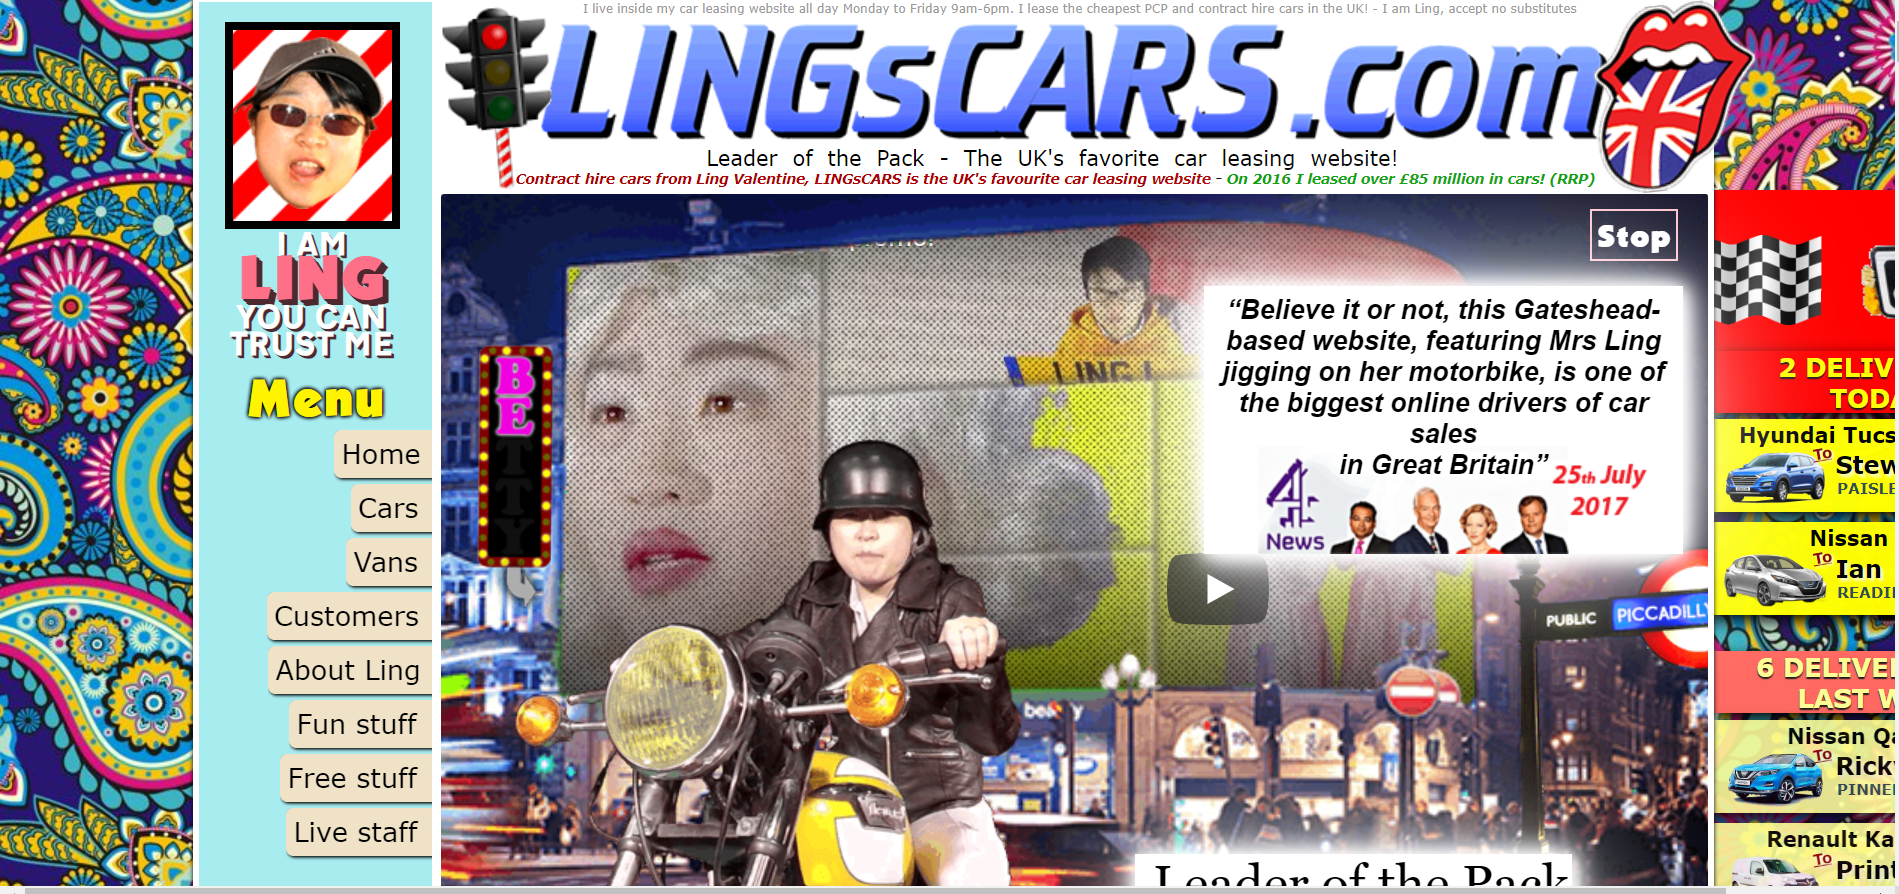 I live inside my car leasing website all day Monday to Friday 9am-6pm. I lease the cheapest PCP and contract hire cars in the UK! - I am Ling, accept no substitutes
LINGsCARS.com
Leader of the Pack - The UK's favorite car leasing website!
Contract hire cars from Ling Valentine, LINGsCARS is the UK's favourite car leasing website - On 2016 I leased over £85 million in cars! (RRP)
I AM
LING
YOU CAN
TRUST ME
Menu
Home
Cars
Vans
Customers
About Ling
Fun stuff
Free stuff
Live staff
Stop
LING
BETTY
“Believe it or not, this Gateshead-
based website, featuring Mrs Ling
jigging on her motorbike, is one of
the biggest online drivers of car
sales
in Great Britain”
25th July
2017
4
News
PUBLIC
PICCADILLY
Leader of the Pack
2 DELIV
TODA
Hyundai Tucs
To Stew
PAISLE
Nissan
To Ian
READI
6 DELIVE
LAST W
Nissan Qa
To Rick
PINNE
Renault Ka
To Prin